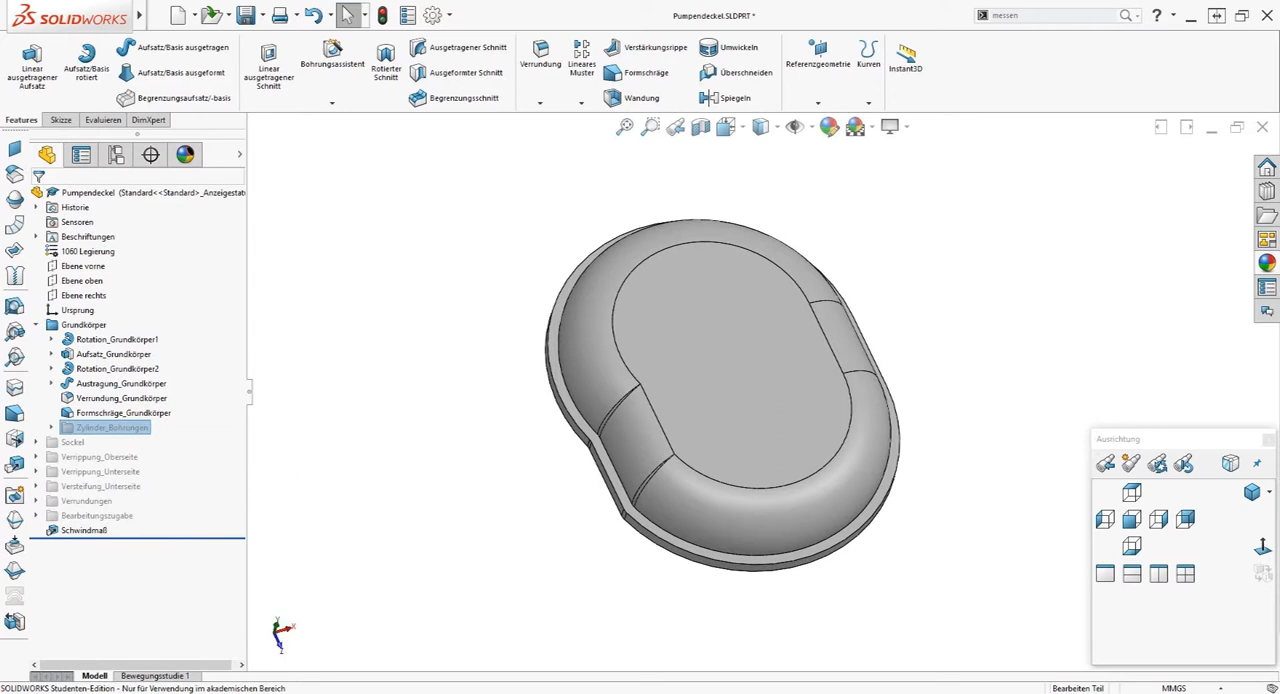 SOLIDWORKS
Pumpendeckel.SLDPRT *
messen
Linear ausgetragener Aufsatz
Aufsatz/Basis rotiert
Aufsatz/Basis ausgetragen
Aufsatz/Basis ausgeformt
Begrenzungsaufsatz/-basis
Linear ausgetragener Schnitt
Bohrungsassistent
Rotierter Schnitt
Ausgetragener Schnitt
Ausgeformter Schnitt
Begrenzungsschnitt
Verrundung
Lineares Muster
Verstärkungsrippe
Formschräge
Wandung
Umwickeln
Überschneiden
Spiegeln
Referenzgeometrie
Kurven
Instant3D
Features
Skizze
Evaluieren
DimXpert
Pumpendeckel (Standard<<Standard>_Anzeigestat
Historie
Sensoren
Beschriftungen
1060 Legierung
Ebene vorne
Ebene oben
Ebene rechts
Ursprung
Grundkörper
Rotation_Grundkörper1
Aufsatz_Grundkörper
Rotation_Grundkörper2
Austragung_Grundkörper
Verrundung_Grundkörper
Formschräge_Grundkörper
Zylinder_Bohrungen
Sockel
Verrippung_Oberseite
Verrippung_Unterseite
Versteifung_Unterseite
Verrundungen
Bearbeitungszugabe
Schwindmaß
Ausrichtung
Y
X
Z
Modell
Bewegungsstudie 1
SOLIDWORKS Studenten-Edition - Nur für Verwendung im akademischen Bereich
Bearbeiten Teil
MMGS